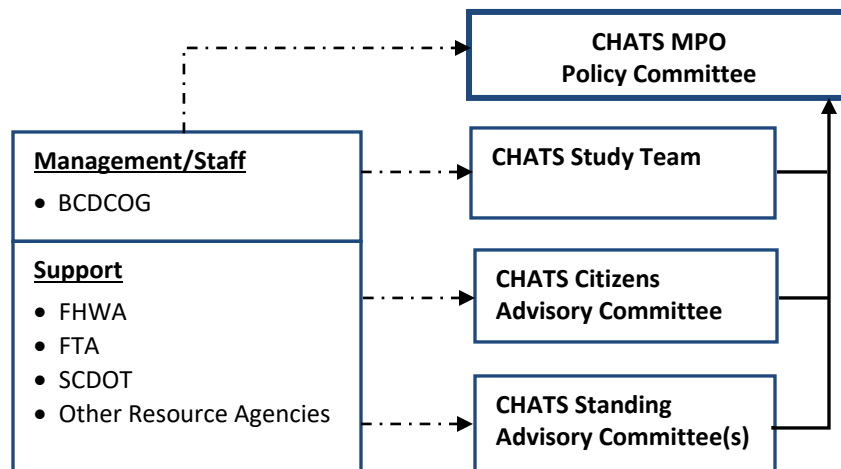 CHATS MPO
Policy Committee
Management/Staff
• BCDCOG
CHATS Study Team
Support
• FHWA
• FTA
• SCDOT
• Other Resource Agencies
CHATS Citizens
Advisory Committee
CHATS Standing
Advisory Committee(s)